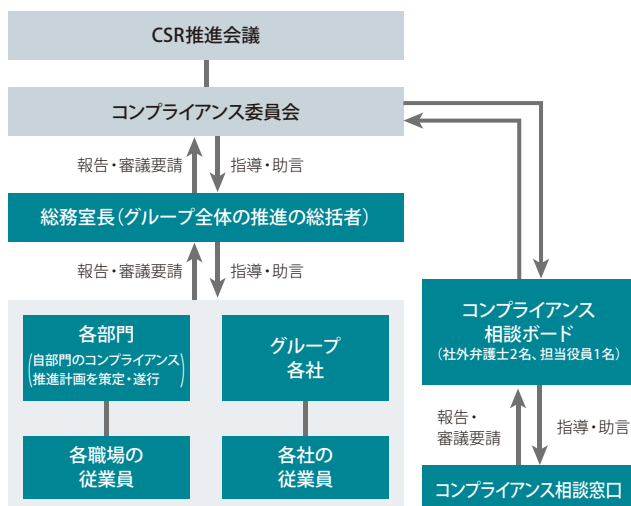 CSR推進会議
コンプライアンス委員会
報告・審議要請
指導・助言
総務室長(グループ全体の推進の総括者)
報告・審議要請
指導・助言
各部門
(自部門のコンプライアンス
推進計画を策定・遂行)
グループ
各社
各職場の
従業員
各社の
従業員
コンプライアンス
相談ボード
(社外弁護士2名、担当役員1名)
報告・
審議要請
指導・助言
コンプライアンス相談窓口